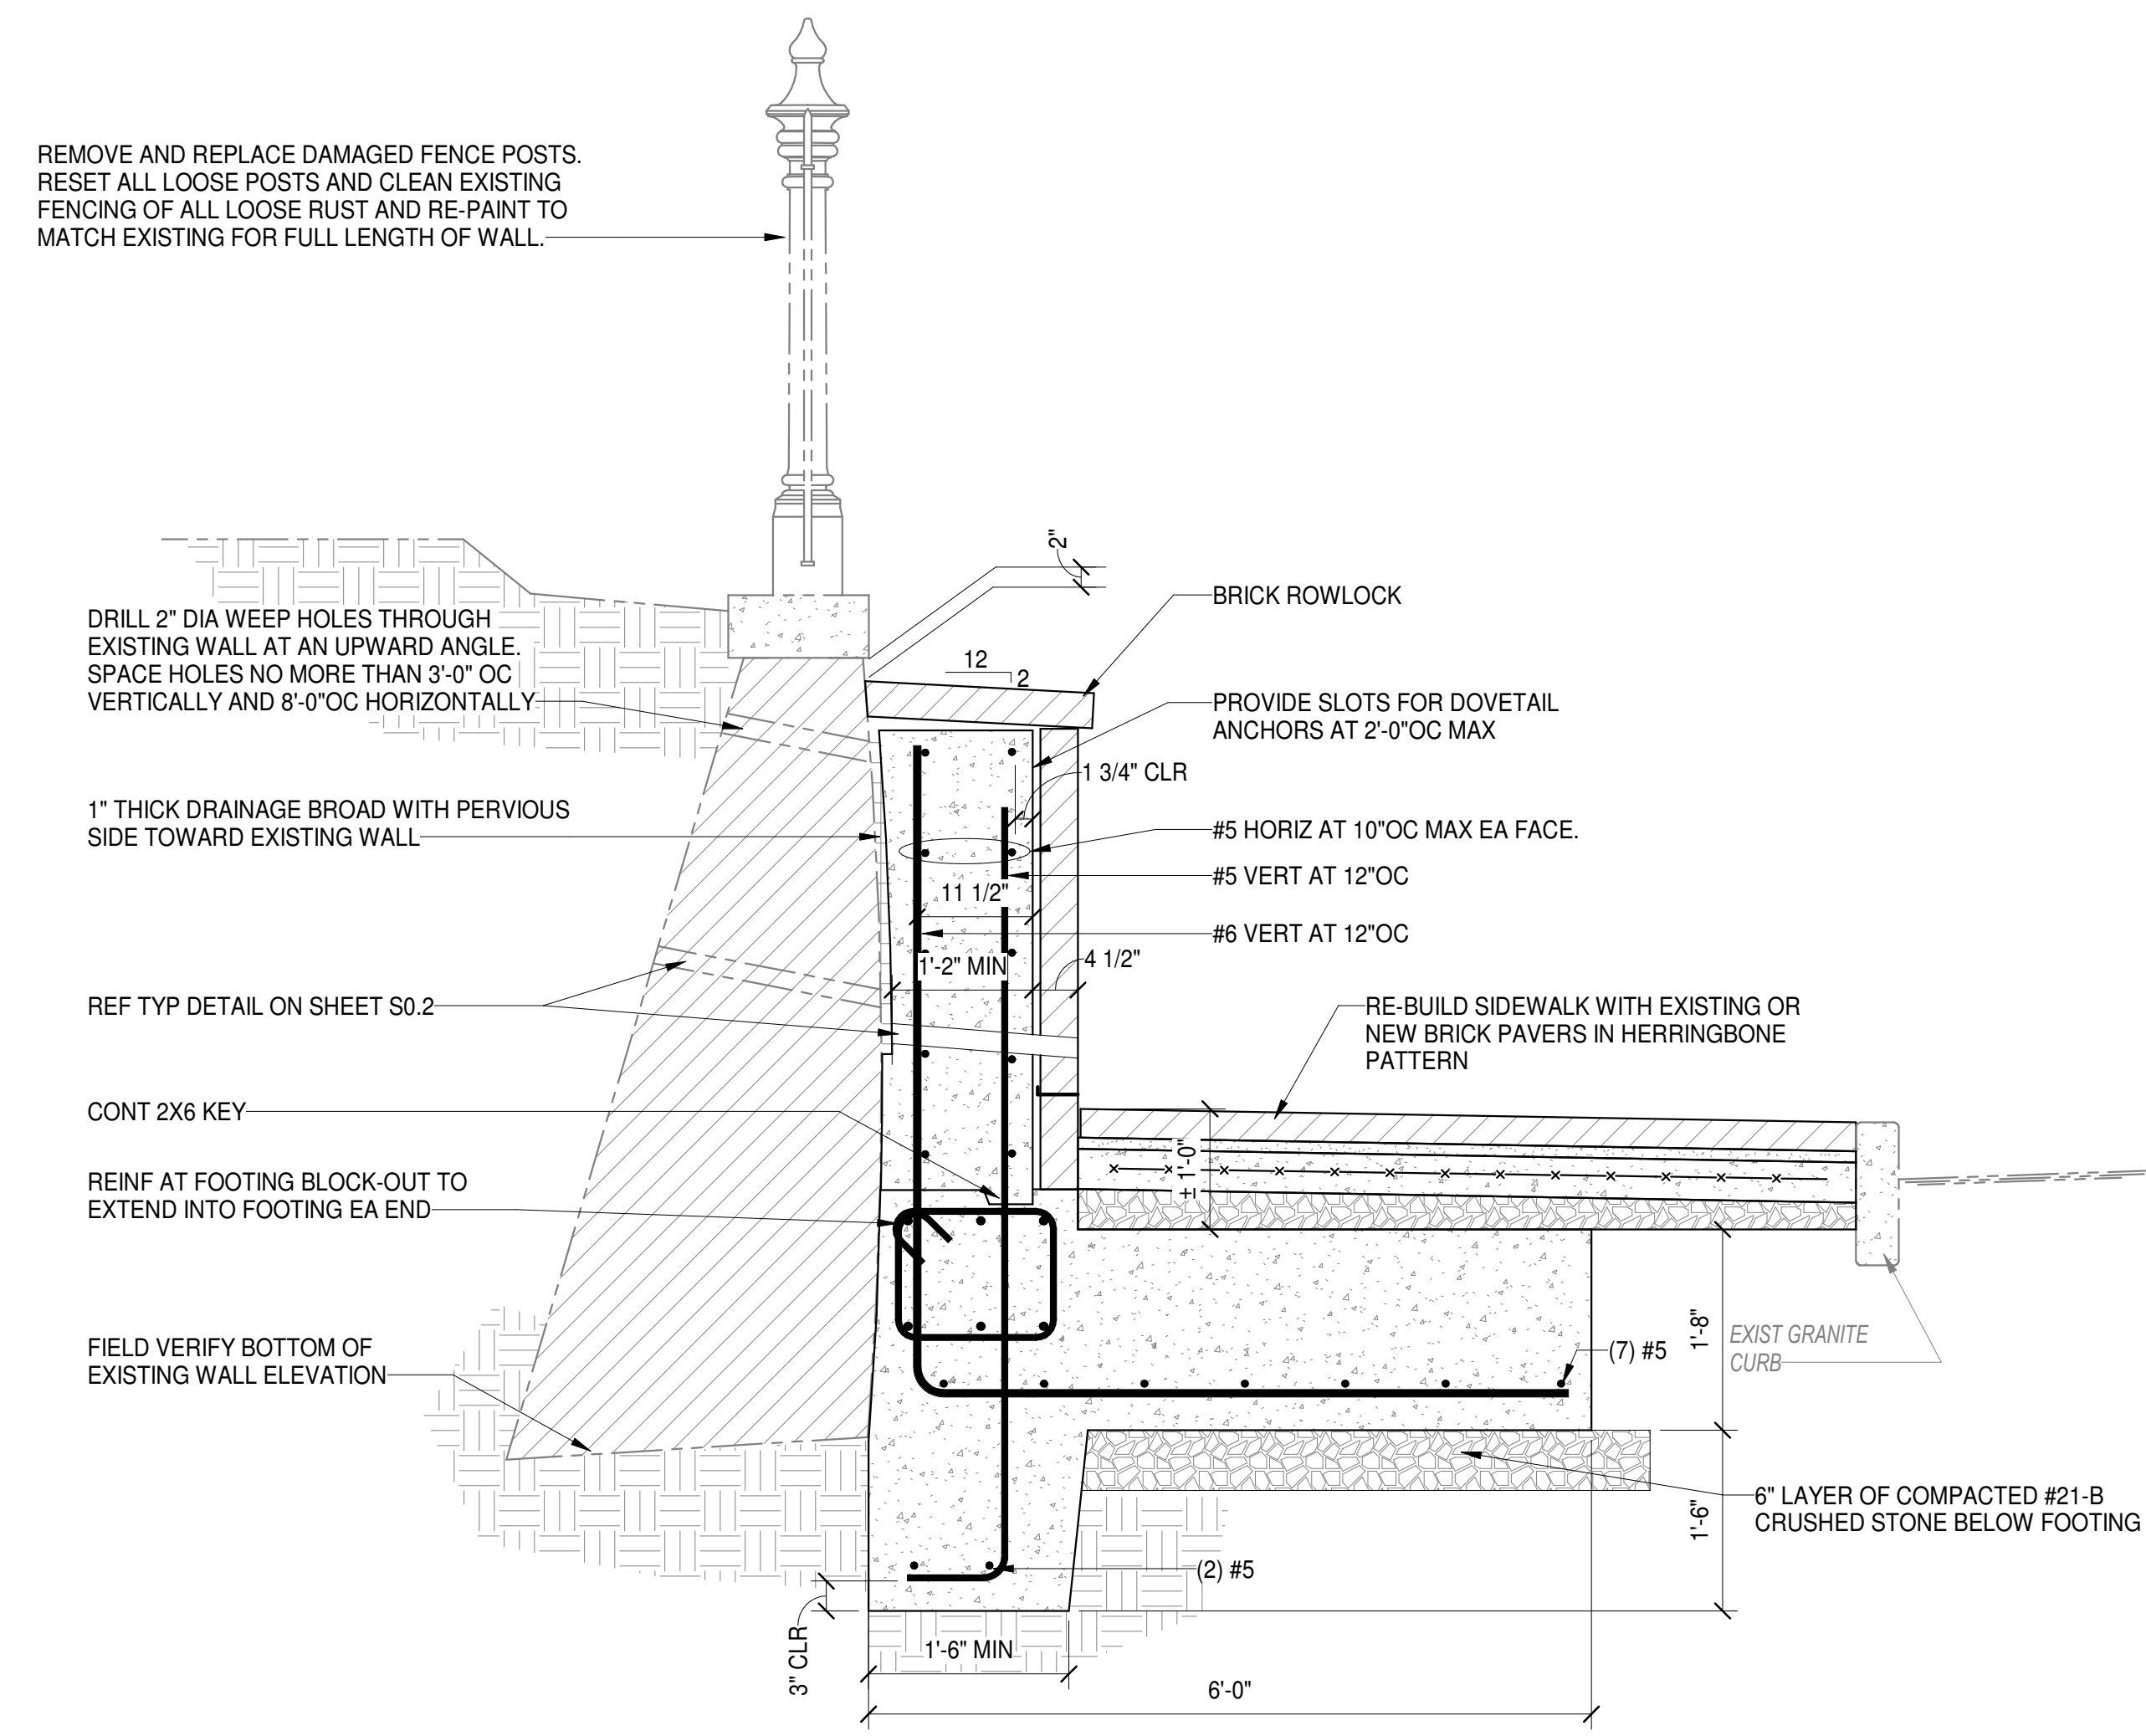 REMOVE AND REPLACE DAMAGED FENCE POSTS.
RESET ALL LOOSE POSTS AND CLEAN EXISTING
FENCING OF ALL LOOSE RUST AND RE-PAINT TO
MATCH EXISTING FOR FULL LENGTH OF WALL.
2"
BRICK ROWLOCK
DRILL 2" DIA WEEP HOLES THROUGH
EXISTING WALL AT AN UPWARD ANGLE.
SPACE HOLES NO MORE THAN 3'-0" OC
VERTICALLY AND 8'-0"OC HORIZONTALLY
12
2
PROVIDE SLOTS FOR DOVETAIL
ANCHORS AT 2'-0"OC MAX
1 3/4" CLR
1" THICK DRAINAGE BROAD WITH PERVIOUS
SIDE TOWARD EXISTING WALL
#5 HORIZ AT 10"OC MAX EA FACE.
#5 VERT AT 12"OC
11 1/2"
#6 VERT AT 12"OC
1'-2" MIN
4 1/2"
REF TYP DETAIL ON SHEET S0.2
RE-BUILD SIDEWALK WITH EXISTING OR
NEW BRICK PAVERS IN HERRINGBONE
PATTERN
CONT 2X6 KEY
± 1'-0"
REINF AT FOOTING BLOCK-OUT TO
EXTEND INTO FOOTING EA END
FIELD VERIFY BOTTOM OF
EXISTING WALL ELEVATION
(7) #5
1'-8"
EXIST GRANITE
CURB
6" LAYER OF COMPACTED #21-B
CRUSHED STONE BELOW FOOTING
1'-6"
(2) #5
3" CLR
1'-6" MIN
6'-0"